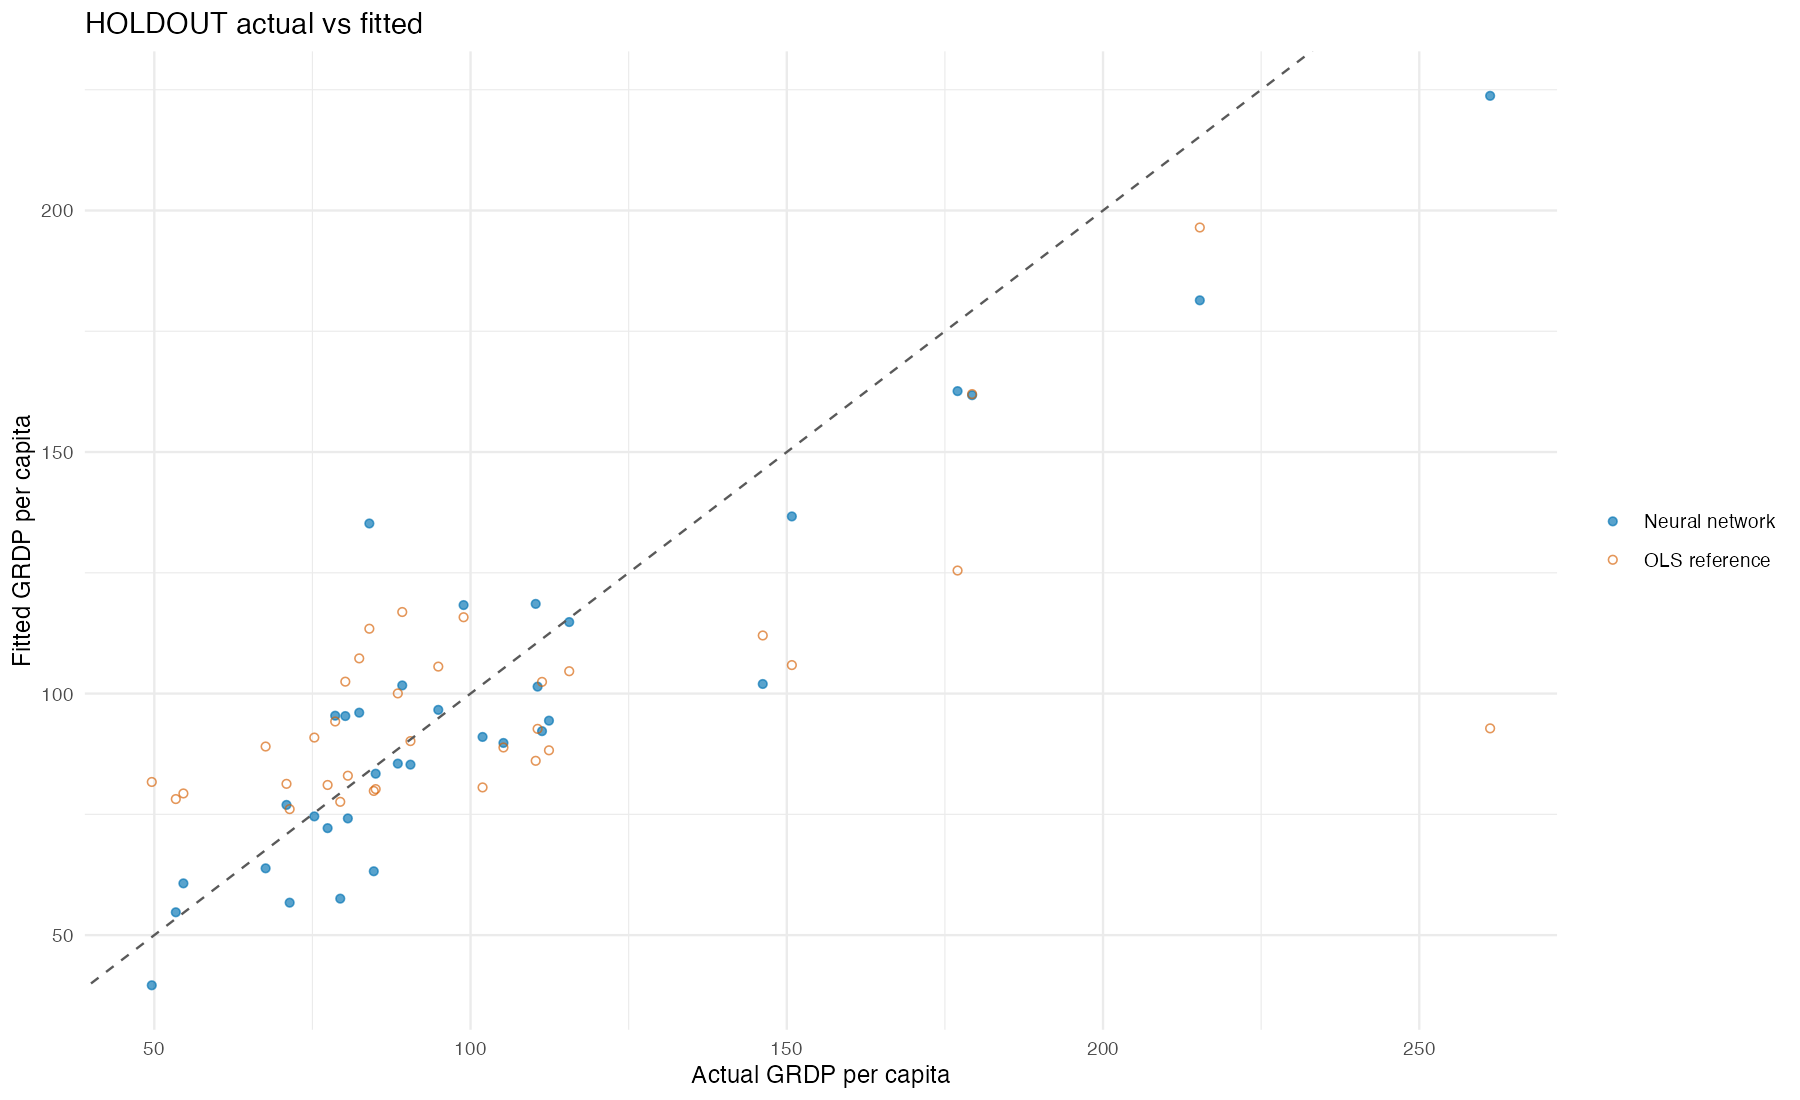 HOLDOUT actual vs fitted
Fitted GRDP per capita
200
150
100
50
50
100
150
200
250
Actual GRDP per capita
Neural network
OLS reference